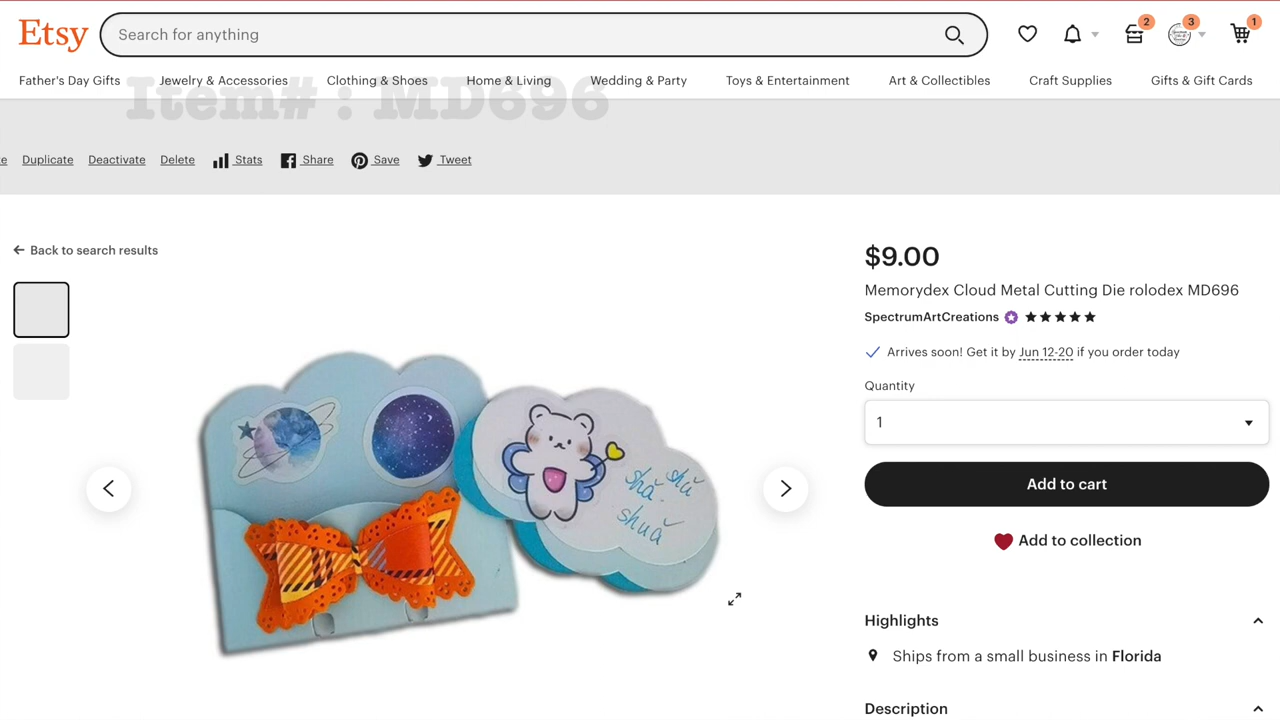 Etsy
Search for anything
2
3
1
Father's Day Gifts
Jewelry & Accessories
Clothing & Shoes
Home & Living
Wedding & Party
Toys & Entertainment
Art & Collectibles
Craft Supplies
Gifts & Gift Cards
Item# : MD696
Duplicate
Deactivate
Delete
Stats
Share
Save
Tweet
Back to search results
$9.00
Memorydex Cloud Metal Cutting Die rolodex MD696
SpectrumArtCreations
Arrives soon! Get it by Jun 12-20 if you order today
Quantity
1
Add to cart
Add to collection
shā shū
shuā
Highlights
Ships from a small business in Florida
Description